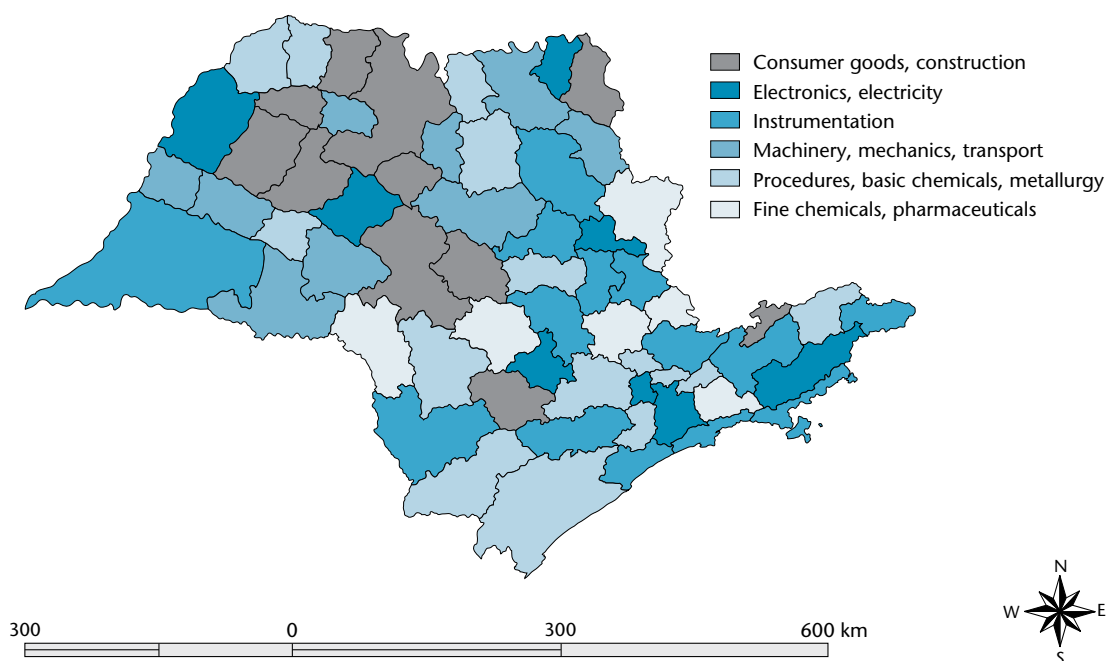 Consumer goods, construction
Electronics, electricity
Instrumentation
Machinery, mechanics, transport
Procedures, basic chemicals, metallurgy
Fine chemicals, pharmaceuticals
N
W E
S
300 0 300 600 km